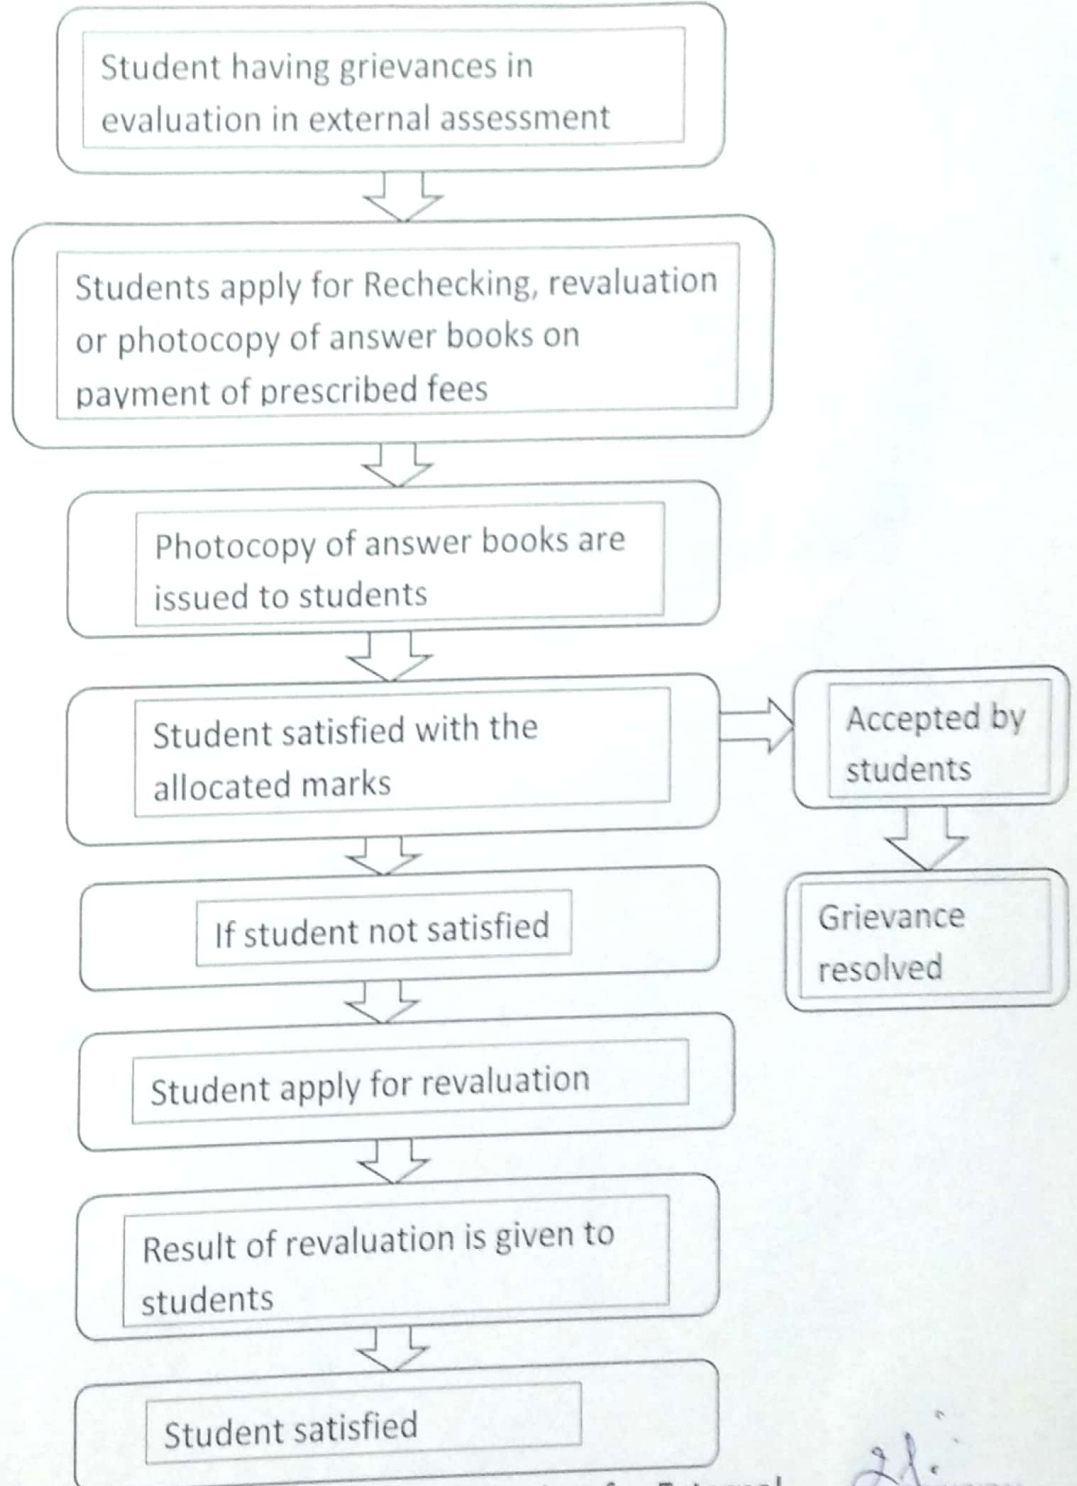 Student having grievances in
evaluation in external assessment
Students apply for Rechecking, revaluation
or photocopy of answer books on
payment of prescribed fees
Photocopy of answer books are
issued to students
Student satisfied with the
allocated marks
Accepted by
students
If student not satisfied
Grievance
resolved
Student apply for revaluation
Result of revaluation is given to
students
Student satisfied